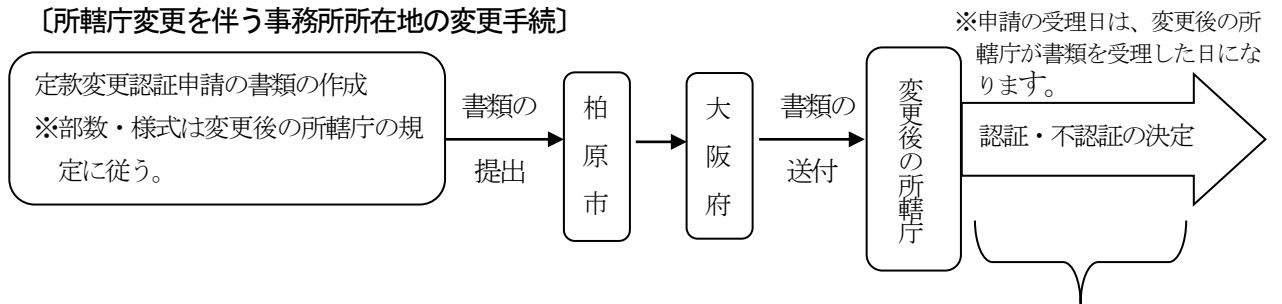 〔所轄庁変更を伴う事務所所在地の変更手続〕
※申請の受理日は、変更後の所
轄庁が書類を受理した日にな
ります。
定款変更認証申請の書類の作成
※部数・様式は変更後の所轄庁の規
定に従う。
書類の
提出
柏原市
大阪府
書類の
送付
変更後の所轄庁
認証・不認証の決定